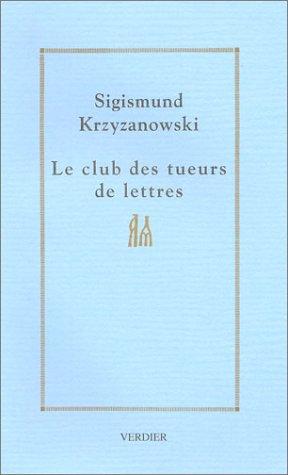 Sigismund
Krzyzanowski
Le club des tueurs
de lettres
VERDIER